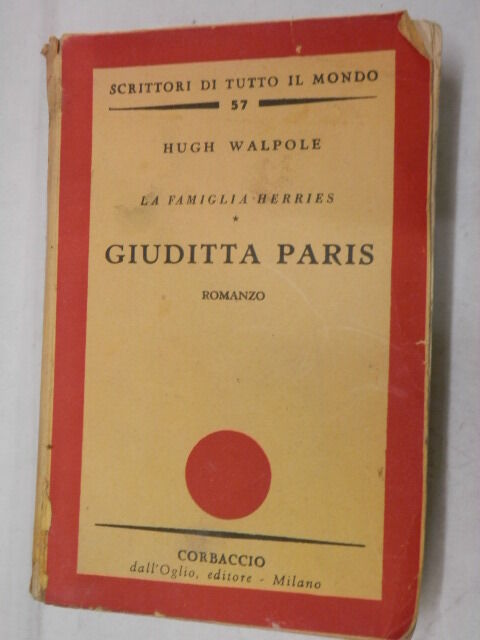 SCRITTORI DI TUTTO IL MONDO
57
HUGH WALPOLE
LA FAMIGLIA HERRIES
*
GIUDITTA PARIS
ROMANZO
CORBACCIO
dall'Oglio, editore - Milano